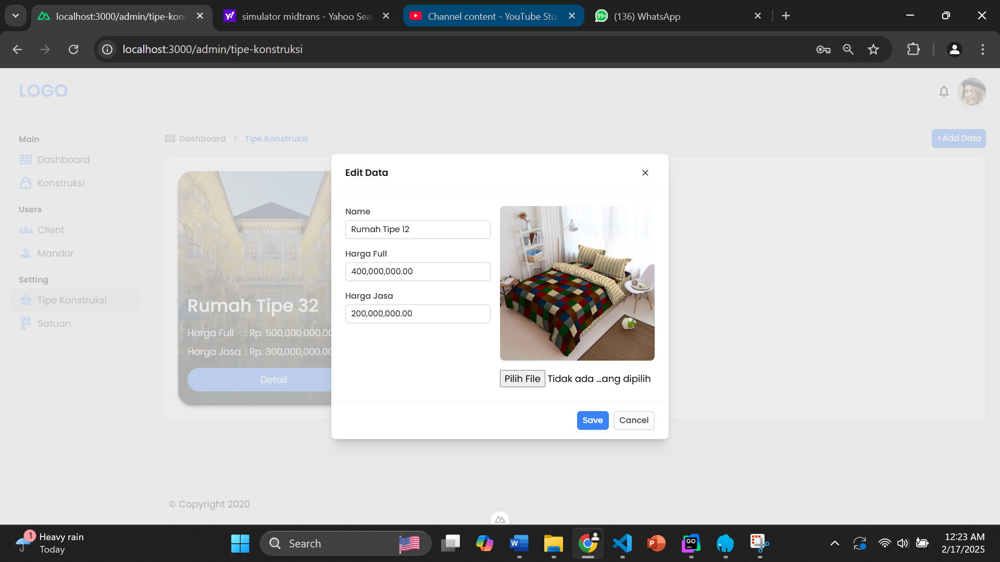 localhost:3000/admin/tipe-kons
simulator midtrans - Yahoo Sea
Channel content - YouTube Stu
(136) WhatsApp
localhost:3000/admin/tipe-konstruksi
LOGO
Main
Dashboard
Konstruksi
Users
Client
Mandor
Setting
Tipe Konstruksi
Satuan
Dashboard
Tipe Konstruksi
+Add Data
Rumah Tipe 32
Harga Full : Rp. 500,000,000.00
Harga Jasa : Rp. 300,000,000.00
Detail
Edit Data
Name
Rumah Tipe 12
Harga Full
400,000,000.00
Harga Jasa
200,000,000.00
Pilih File Tidak ada ...ang dipilih
Save
Cancel
© Copyright 2020
1
Heavy rain
Today
Search
12:23 AM
2/17/2025